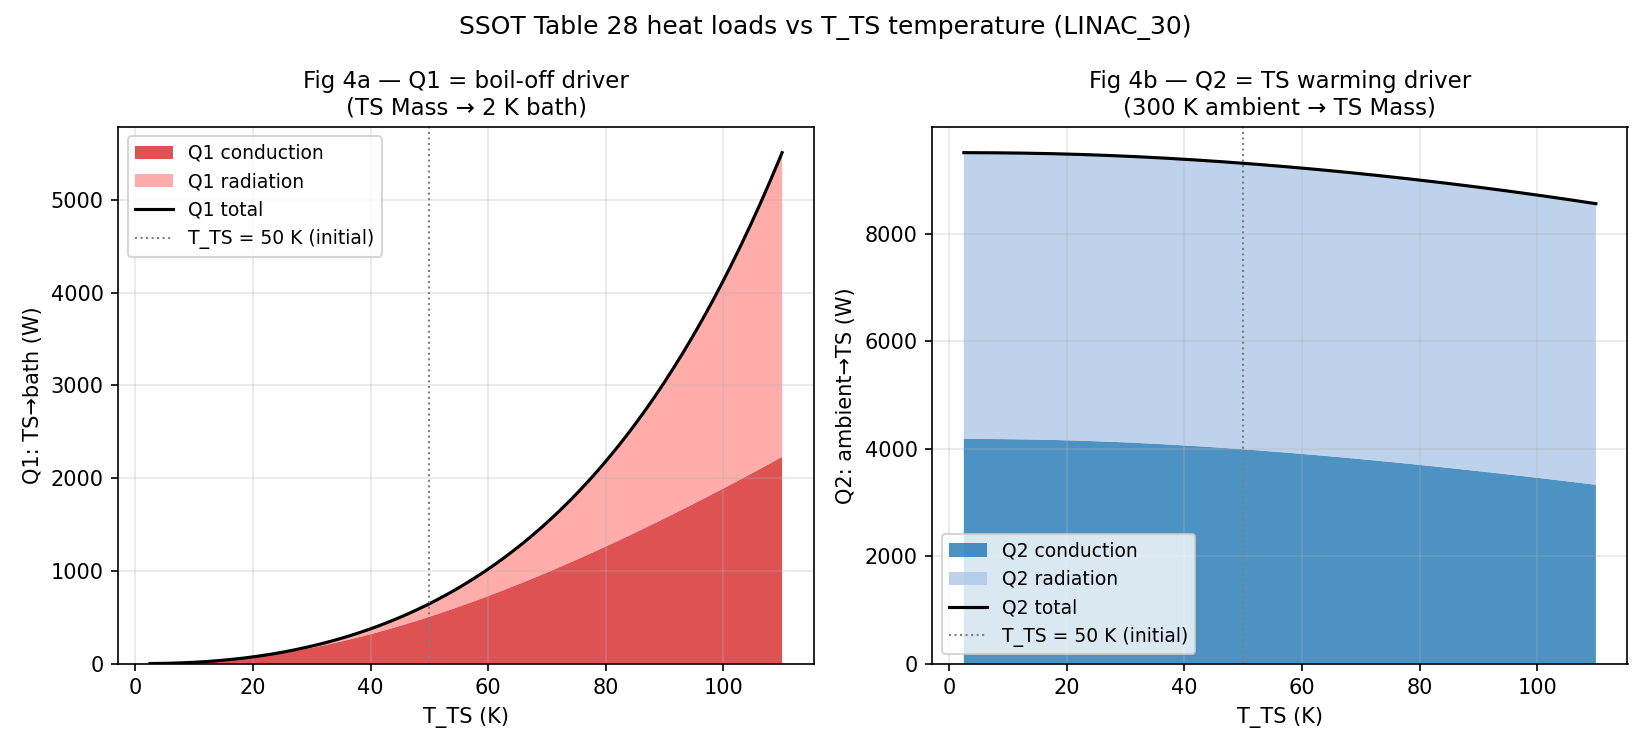 SSOT Table 28 heat loads vs T_TS temperature (LINAC_30)
Fig 4a — Q1 = boil-off driver
(TS Mass → 2 K bath)
Q1 conduction
Q1 radiation
Q1 total
T_TS = 50 K (initial)
Q1: TS→bath (W)
5000
4000
3000
2000
1000
0
0
20
40
60
80
100
T_TS (K)
Fig 4b — Q2 = TS warming driver
(300 K ambient → TS Mass)
Q2: ambient→TS (W)
8000
6000
4000
2000
0
Q2 conduction
Q2 radiation
Q2 total
T_TS = 50 K (initial)
0
20
40
60
80
100
T_TS (K)